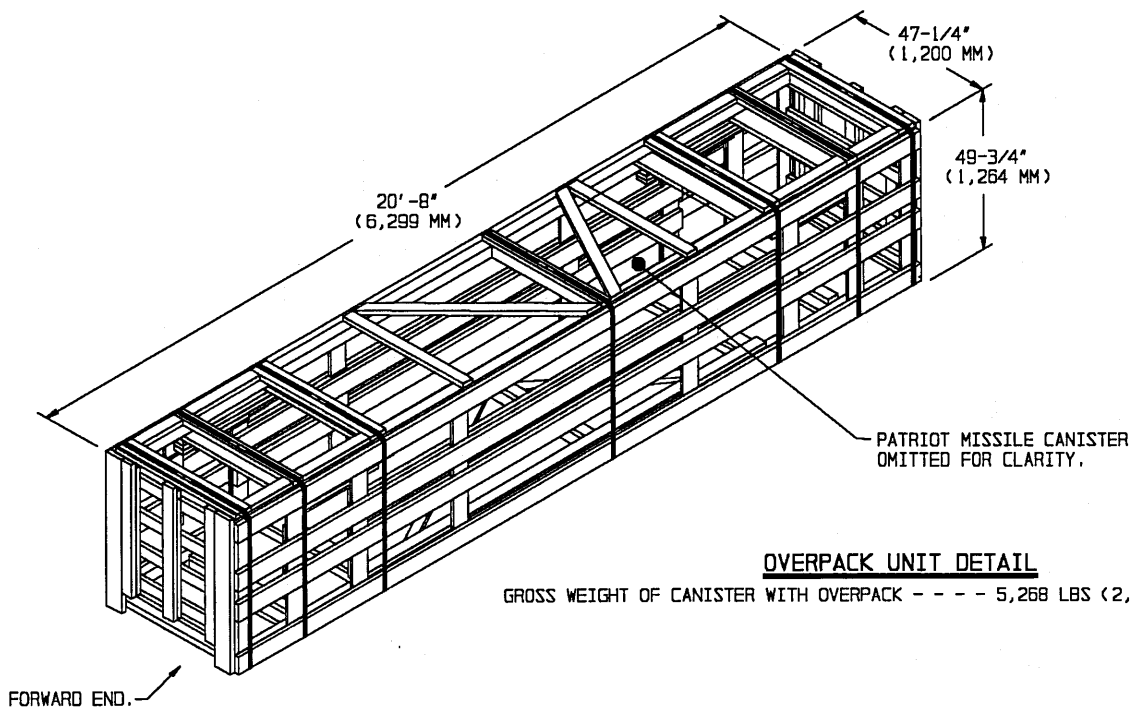 47-1/4"
(1,200 MM)
49-3/4"
(1,264 MM)
20'-8"
(6,299 MM)
PATRIOT MISSILE CANISTER
OMITTED FOR CLARITY.
OVERPACK UNIT DETAIL
GROSS WEIGHT OF CANISTER WITH OVERPACK - - - - 5,268 LBS (2,
FORWARD END.